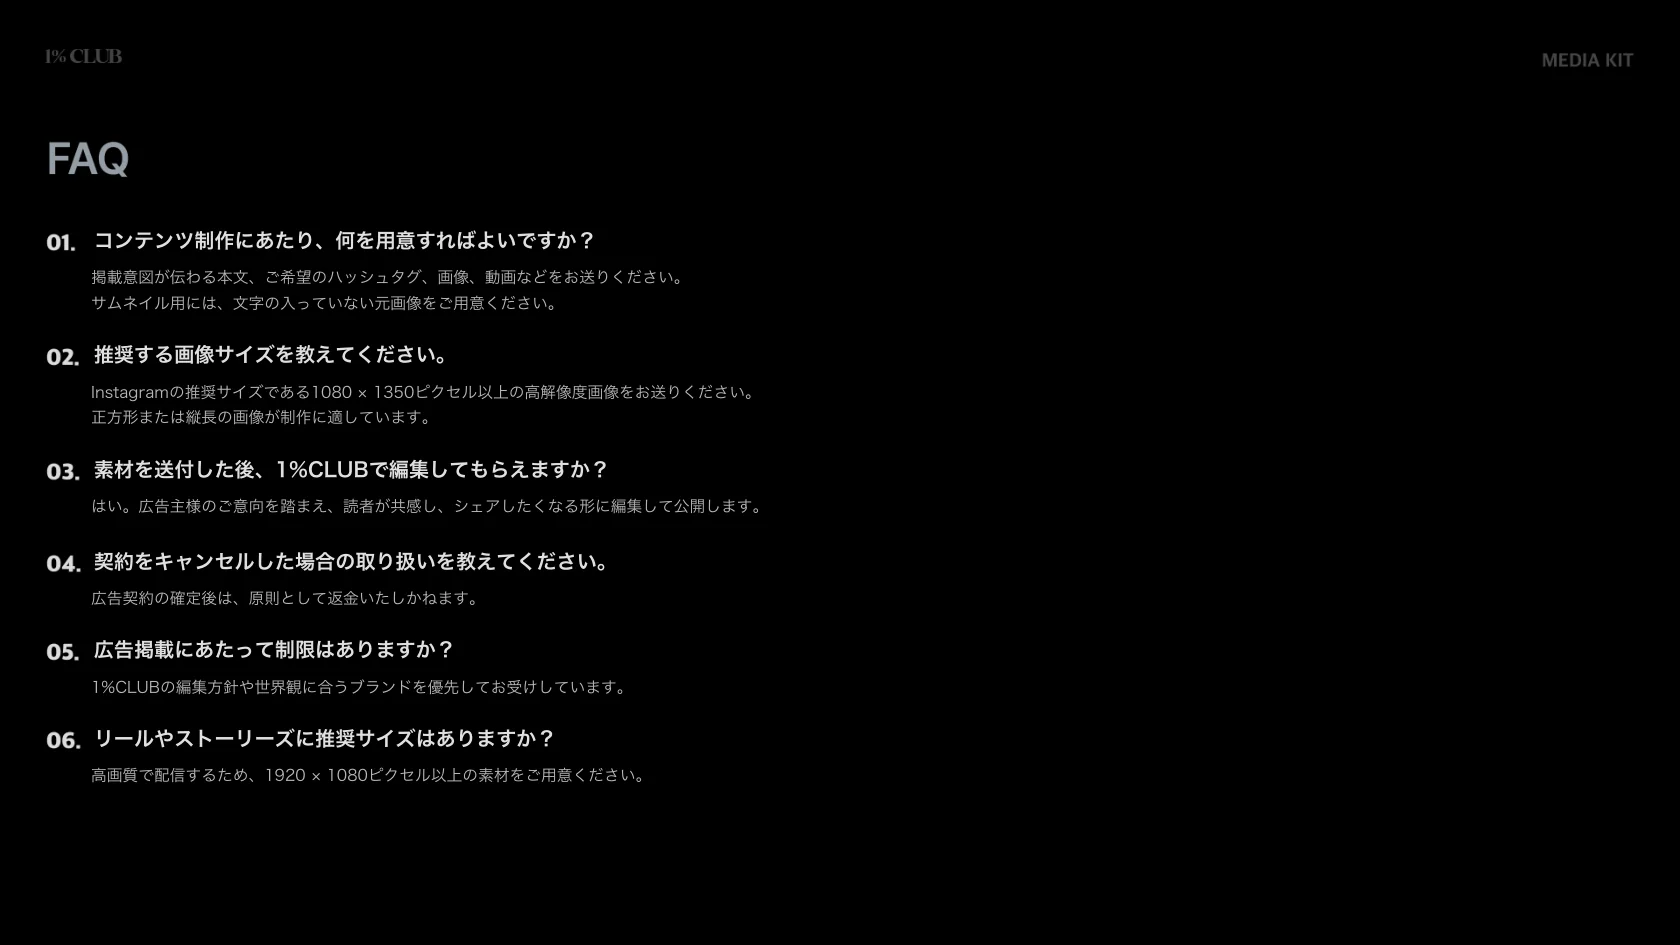 1% CLUB
MEDIA KIT
FAQ
01. コンテンツ制作にあたり、何を用意すればよいですか？
掲載意図が伝わる本文、ご希望のハッシュタグ、画像、動画などをお送りください。
サムネイル用には、文字の入っていない元画像をご用意ください。
02. 推奨する画像サイズを教えてください。
Instagramの推奨サイズである1080 × 1350ピクセル以上の高解像度画像をお送りください。
正方形または縦長の画像が制作に適しています。
03. 素材を送付した後、1%CLUBで編集してもらえますか？
はい。広告主様のご意向を踏まえ、読者が共感し、シェアしたくなる形に編集して公開します。
04. 契約をキャンセルした場合の取り扱いを教えてください。
広告契約の確定後は、原則として返金いたしかねます。
05. 広告掲載にあたって制限はありますか？
1%CLUBの編集方針や世界観に合うブランドを優先してお受けしています。
06. リールやストーリーズに推奨サイズはありますか？
高画質で配信するため、1920 × 1080ピクセル以上の素材をご用意ください。